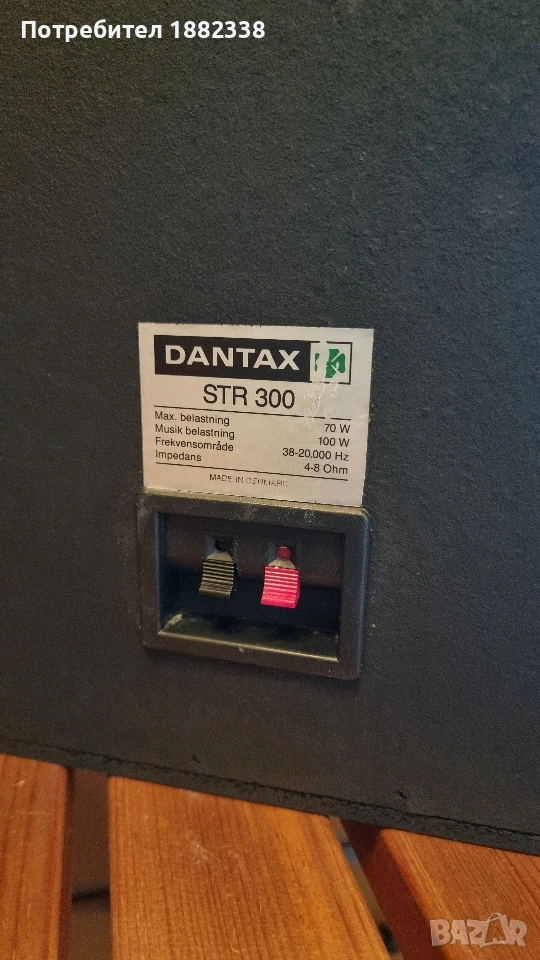 Потребител 1882338
DANTAX
STR 300
Max. belastning 70 W
Musik belastning 100 W
Frekvensområde 38-20.000 Hz
Impedans 4-8 Ohm
MADE IN DENMARK
BAZAR